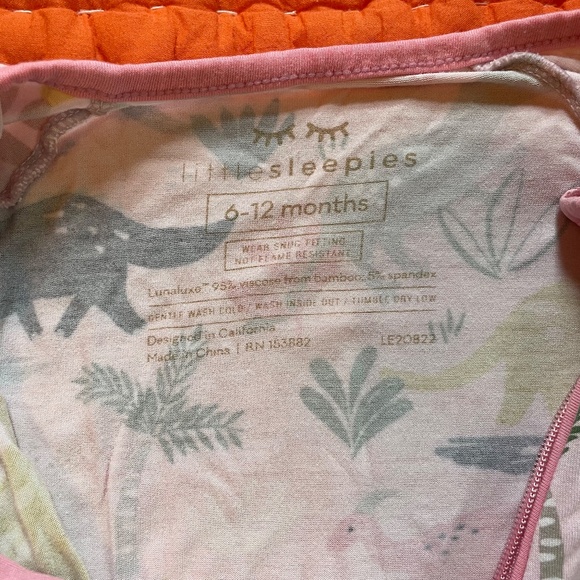 littlesleepies
6-12 months
WEAR SNUG FITTING
NOT FLAME RESISTANT
Lunaluxe™ 95% viscose from bamboo, 5% spandex
GENTLE WASH COLD / WASH INSIDE OUT / TUMBLE DRY LOW
Designed in California
Made in China | RN 153882 LE20822